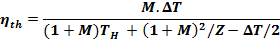 η_th = M.ΔT / ((1 + M)T_H + (1 + M)²/Z − ΔT/2)